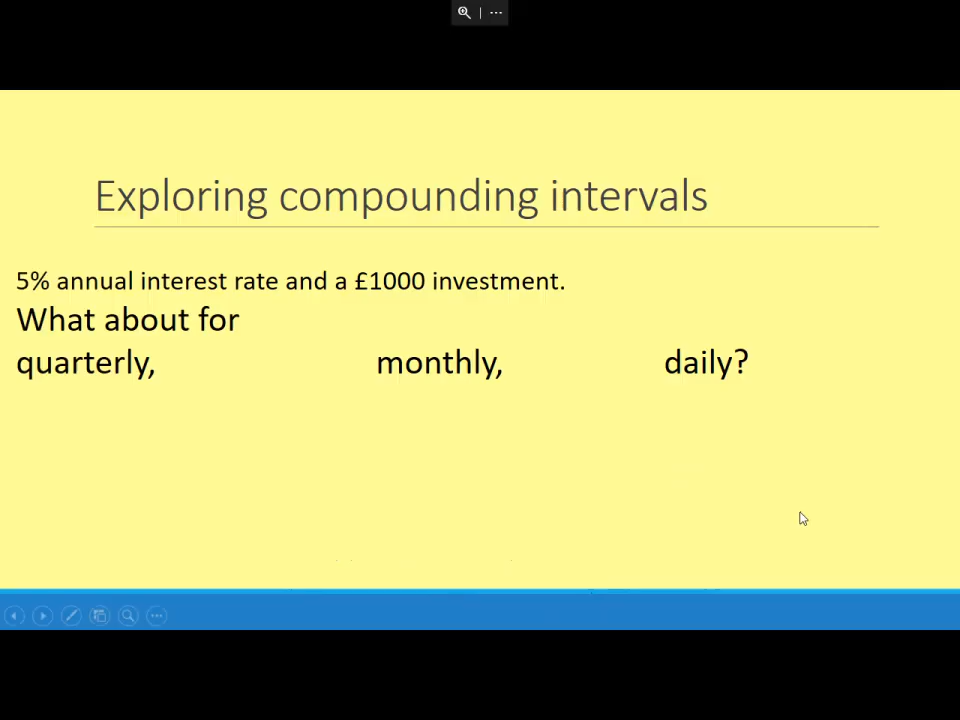 Exploring compounding intervals
5% annual interest rate and a £1000 investment.
What about for
quarterly, monthly, daily?